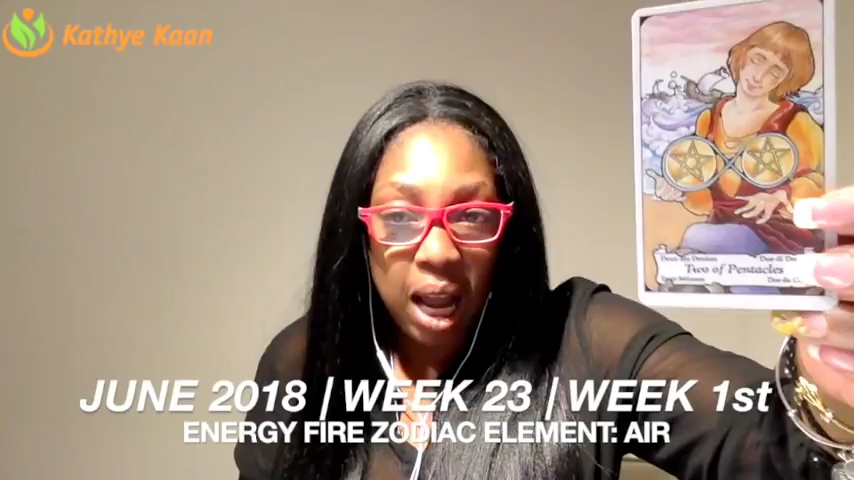 Kathye Kaan
Two of Pentacles
JUNE 2018 | WEEK 23 | WEEK 1st
ENERGY FIRE ZODIAC ELEMENT: AIR